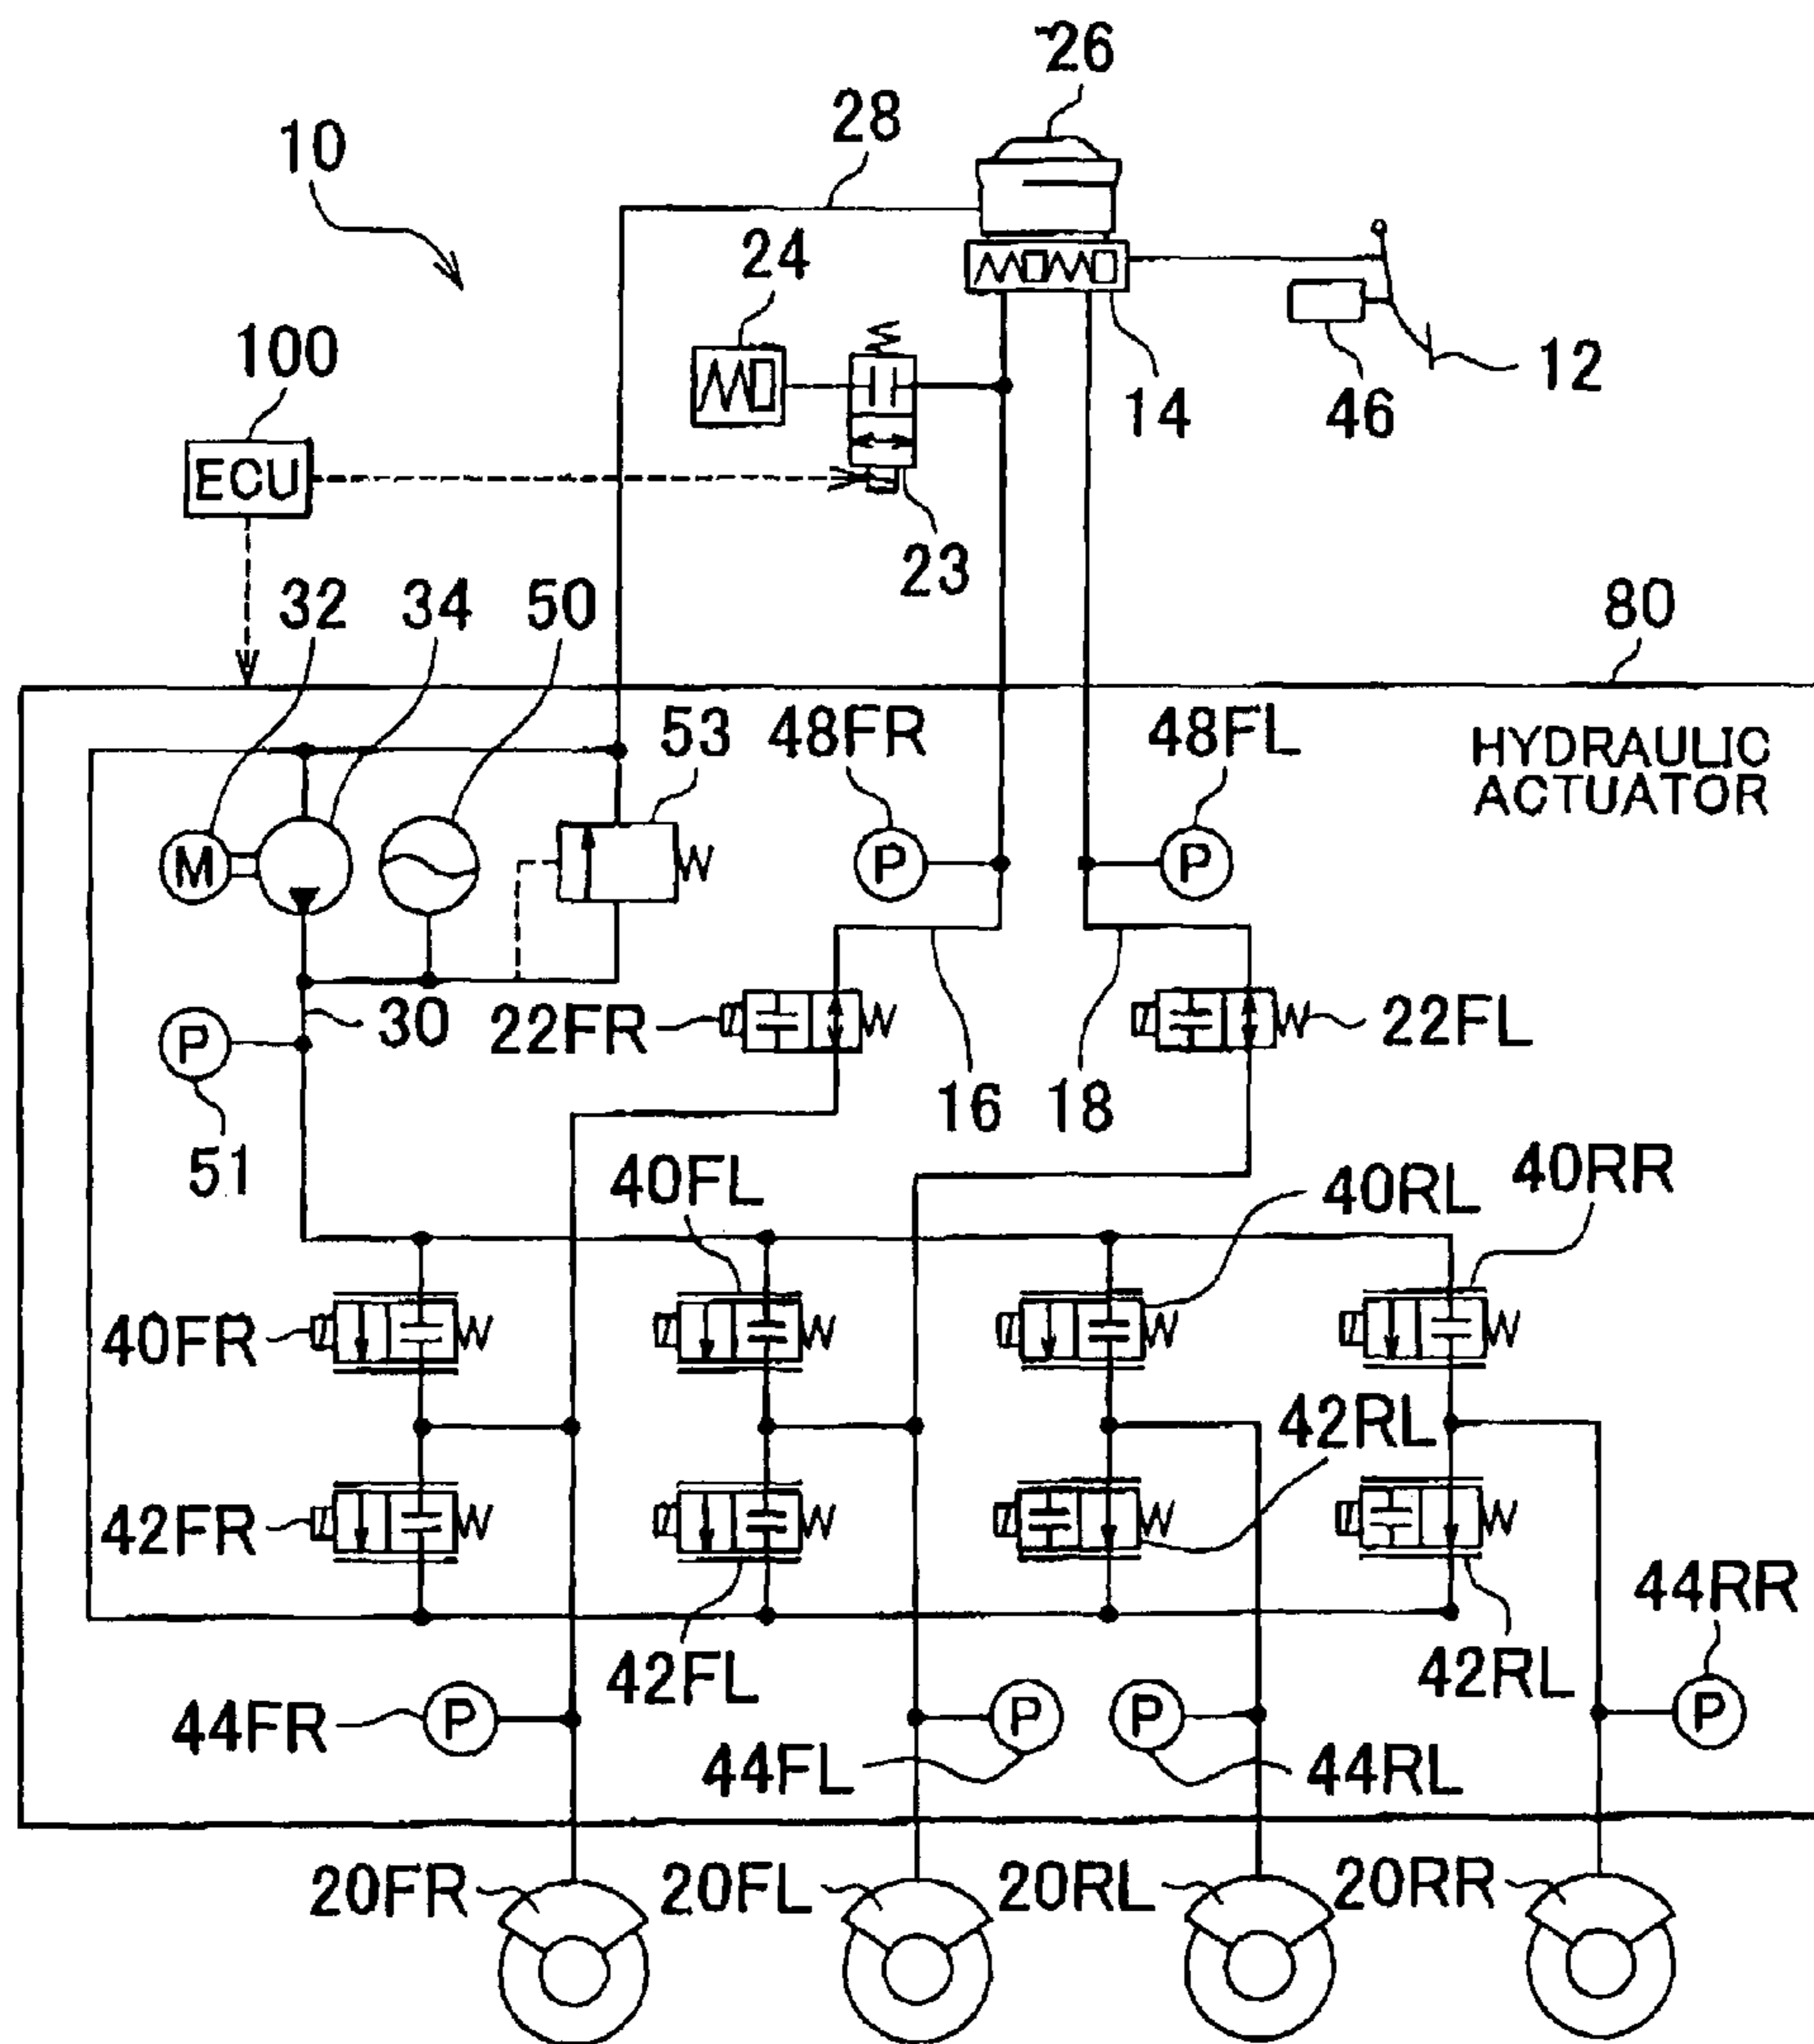 26
28
10
24
100
ECU
14
46
12
23
32
34
50
80
48FR
53
48FL
HYDRAULIC
ACTUATOR
M
P
P
30
22FR
22FL
P
16
18
51
40FL
40RL
40RR
40FR
42RL
42FR
44RR
42FL
42RL
44FR
P
P
P
P
44FL
44RL
20FR
20FL
20RL
20RR